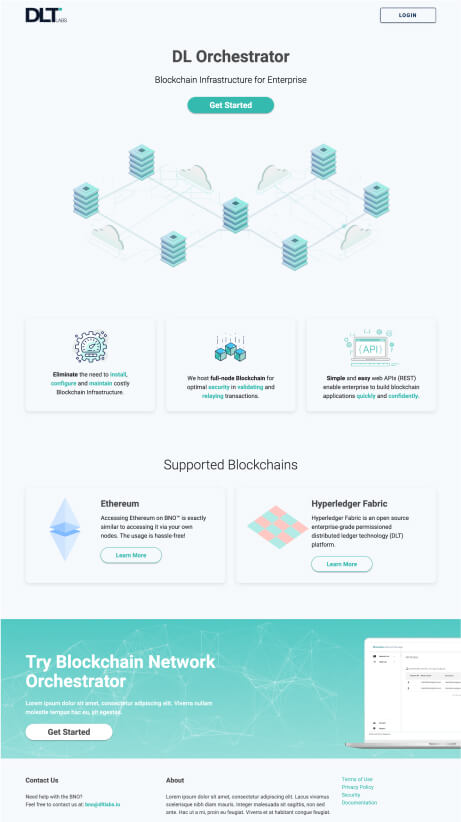 DLT LABS
LOGIN
DL Orchestrator
Blockchain Infrastructure for Enterprise
Get Started
Eliminate the need to install,
configure and maintain costly
Blockchain Infrastructure.
We host full-node Blockchain for
optimal security in validating and
relaying transactions.
{API}
Simple and easy web APIs (REST)
enable enterprise to build blockchain
applications quickly and confidently.
Supported Blockchains
Ethereum
Accessing Ethereum on BNO™ is exactly
similar to accessing it via your own
nodes. The usage is hassle-free!
Learn More
Hyperledger Fabric
Hyperledger Fabric is an open source
enterprise-grade permissioned
distributed ledger technology (DLT)
platform.
Learn More
Try Blockchain Network
Orchestrator
Lorem ipsum dolor sit amet, consectetur adipiscing elit. Viverra nullam
molestie tempus hac eu, pit egestas.
Get Started
Contact Us
Need help with the BNO?
Feel free to contact us at: bno@dltlabs.io
About
Lorem ipsum dolor sit amet, consectetur adipiscing elit. Lacus vivamus
scelerisque nibh diam mauris. Integer malesuada at sagittis, non sed
ante. Hac ut a mi, proin eu feugiat. Viverra et at habitant congue feugiat.
Terms of Use
Privacy Policy
Security
Documentation